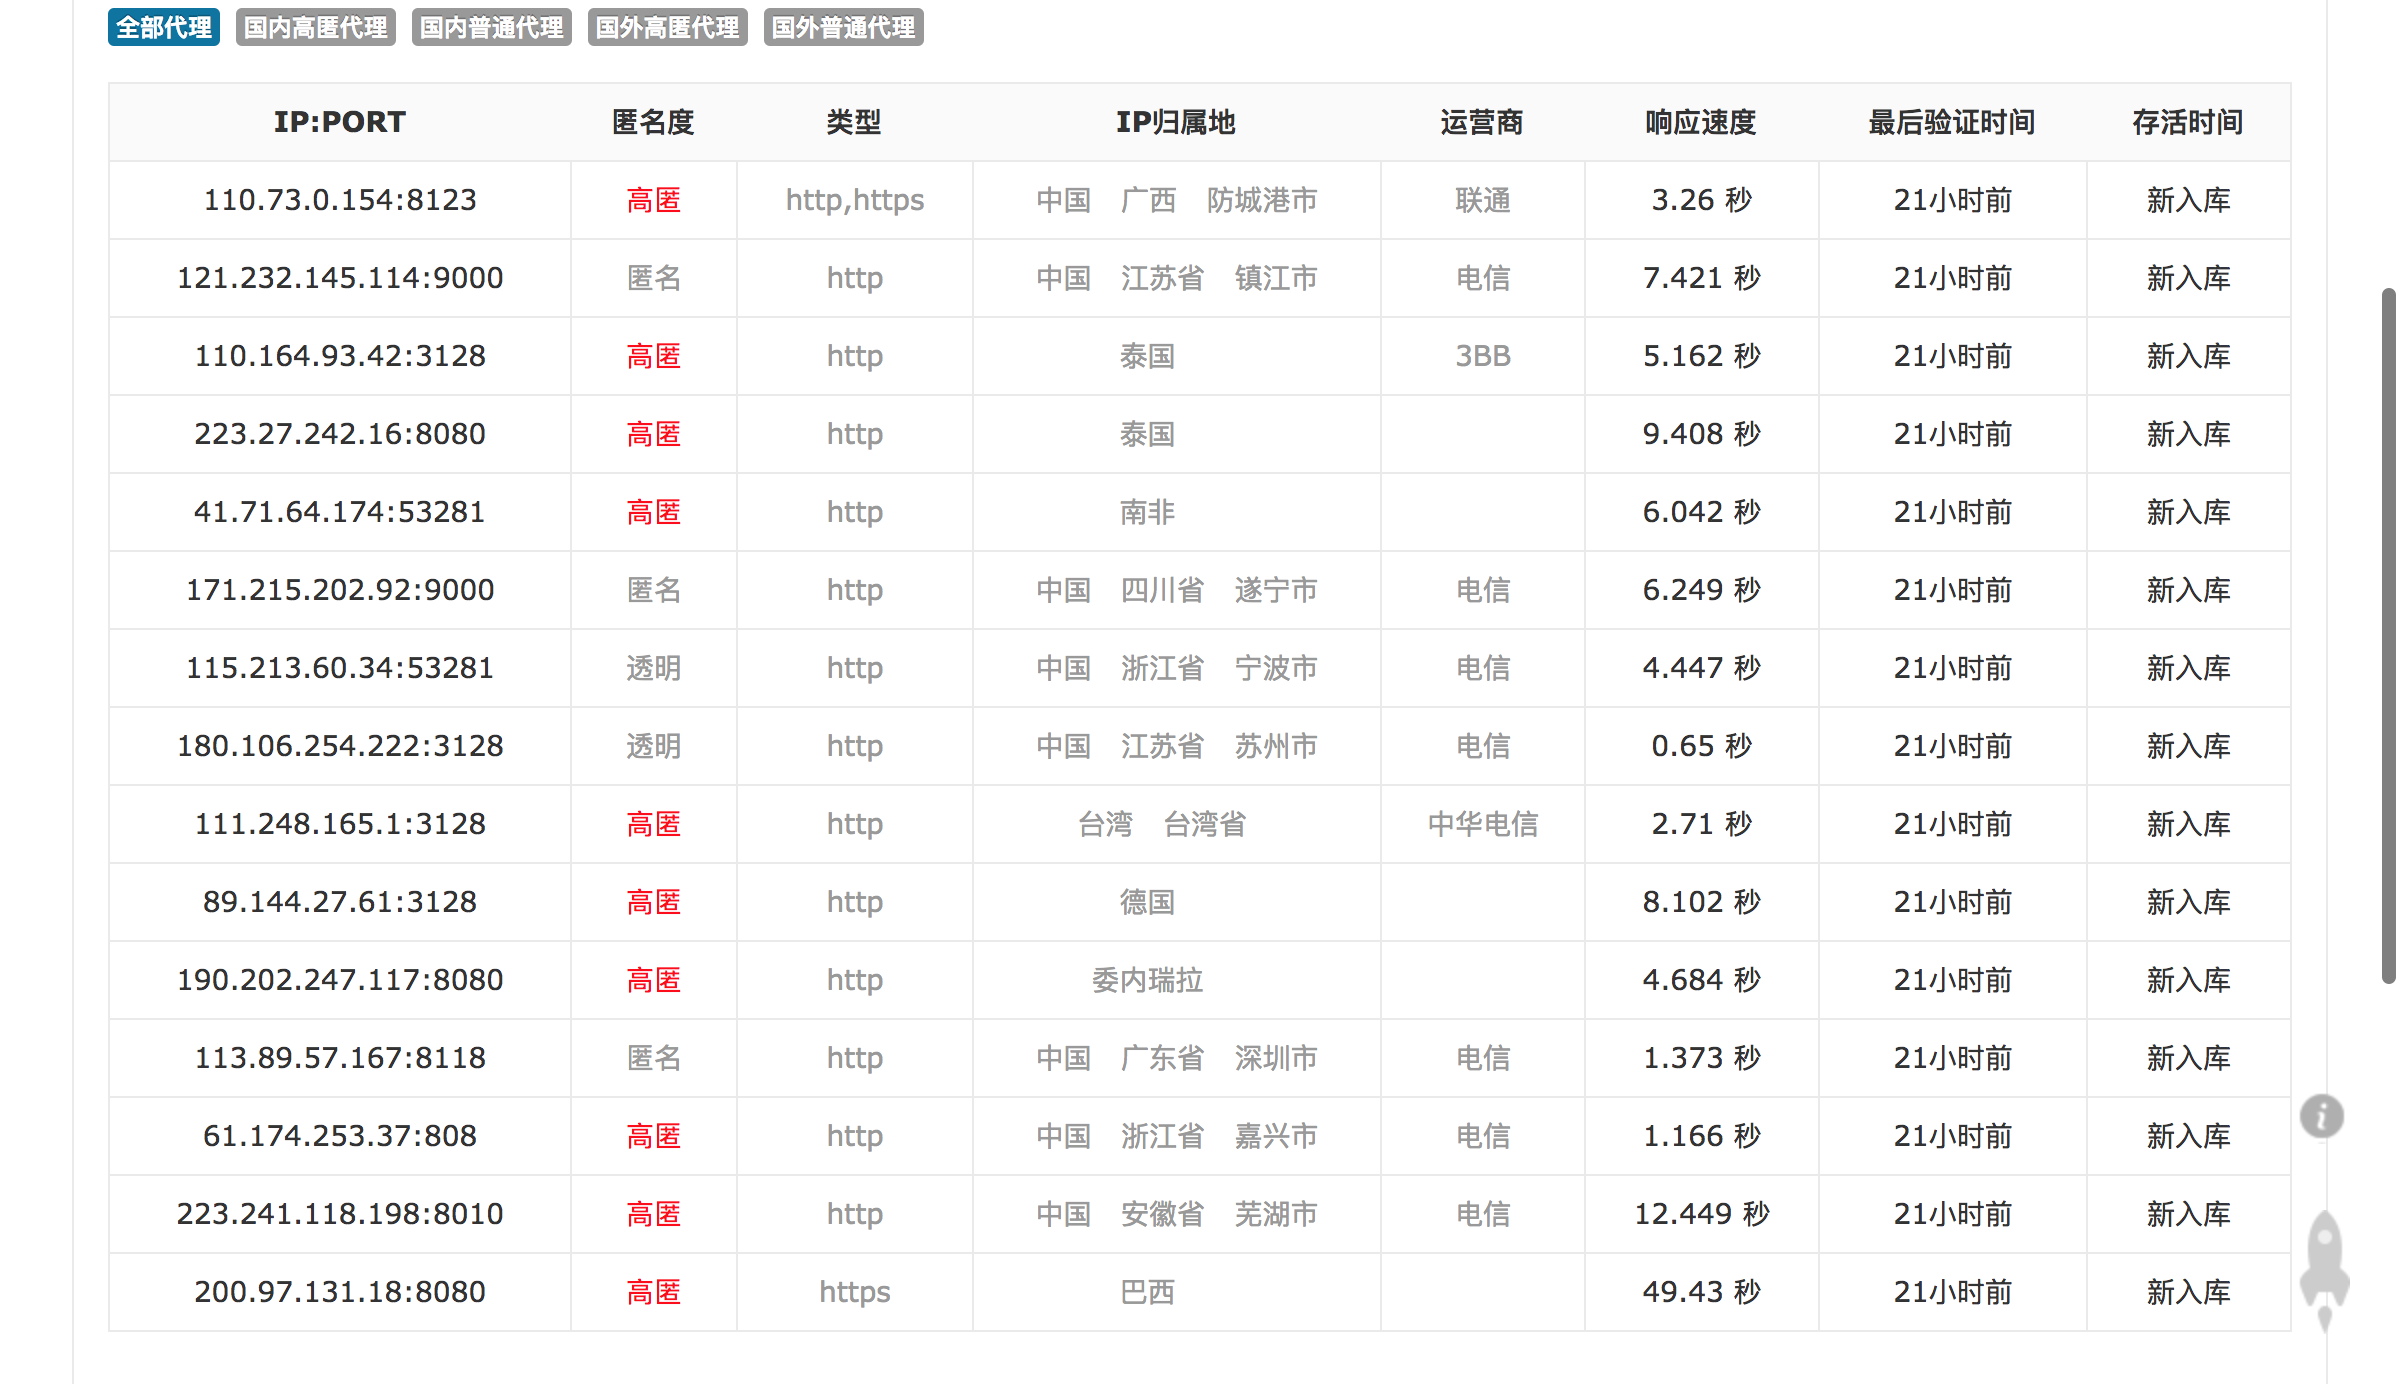 全部代理 国内高匿代理 国内普通代理 国外高匿代理 国外普通代理
IP:PORT 匿名度 类型 IP归属地 运营商 响应速度 最后验证时间 存活时间
110.73.0.154:8123 高匿 http,https 中国 广西 防城港市 联通 3.26 秒 21小时前 新入库
121.232.145.114:9000 匿名 http 中国 江苏省 镇江市 电信 7.421 秒 21小时前 新入库
110.164.93.42:3128 高匿 http 泰国 3BB 5.162 秒 21小时前 新入库
223.27.242.16:8080 高匿 http 泰国 9.408 秒 21小时前 新入库
41.71.64.174:53281 高匿 http 南非 6.042 秒 21小时前 新入库
171.215.202.92:9000 匿名 http 中国 四川省 遂宁市 电信 6.249 秒 21小时前 新入库
115.213.60.34:53281 透明 http 中国 浙江省 宁波市 电信 4.447 秒 21小时前 新入库
180.106.254.222:3128 透明 http 中国 江苏省 苏州市 电信 0.65 秒 21小时前 新入库
111.248.165.1:3128 高匿 http 台湾 台湾省 中华电信 2.71 秒 21小时前 新入库
89.144.27.61:3128 高匿 http 德国 8.102 秒 21小时前 新入库
190.202.247.117:8080 高匿 http 委内瑞拉 4.684 秒 21小时前 新入库
113.89.57.167:8118 匿名 http 中国 广东省 深圳市 电信 1.373 秒 21小时前 新入库
61.174.253.37:808 高匿 http 中国 浙江省 嘉兴市 电信 1.166 秒 21小时前 新入库
223.241.118.198:8010 高匿 http 中国 安徽省 芜湖市 电信 12.449 秒 21小时前 新入库
200.97.131.18:8080 高匿 https 巴西 49.43 秒 21小时前 新入库